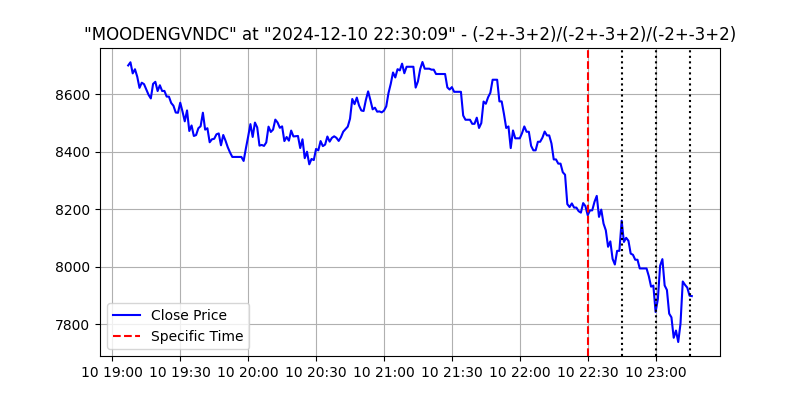 "MOODENGVNDC" at "2024-12-10 22:30:09" - (-2+-3+2)/(-2+-3+2)/(-2+-3+2)
8600
8400
8200
8000
7800
Close Price
Specific Time
10 19:00 10 19:30 10 20:00 10 20:30 10 21:00 10 21:30 10 22:00 10 22:30 10 23:00